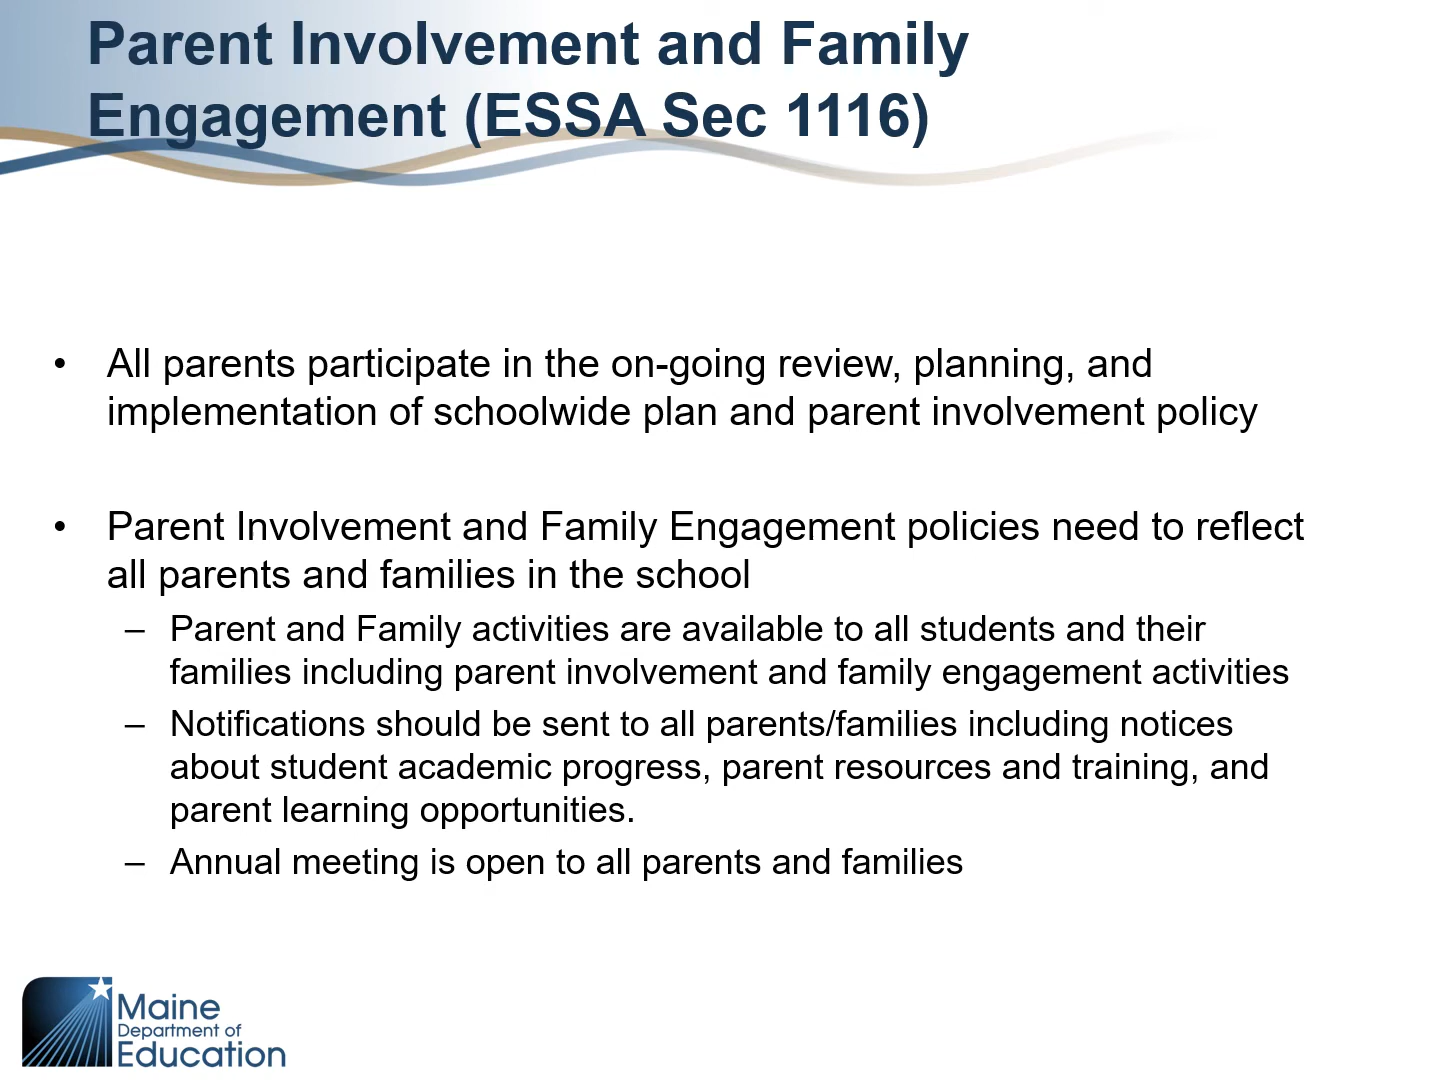 Parent Involvement and Family
Engagement (ESSA Sec 1116)
• All parents participate in the on-going review, planning, and
implementation of schoolwide plan and parent involvement policy
• Parent Involvement and Family Engagement policies need to reflect
all parents and families in the school
– Parent and Family activities are available to all students and their
families including parent involvement and family engagement activities
– Notifications should be sent to all parents/families including notices
about student academic progress, parent resources and training, and
parent learning opportunities.
– Annual meeting is open to all parents and families
Maine
Department of
Education